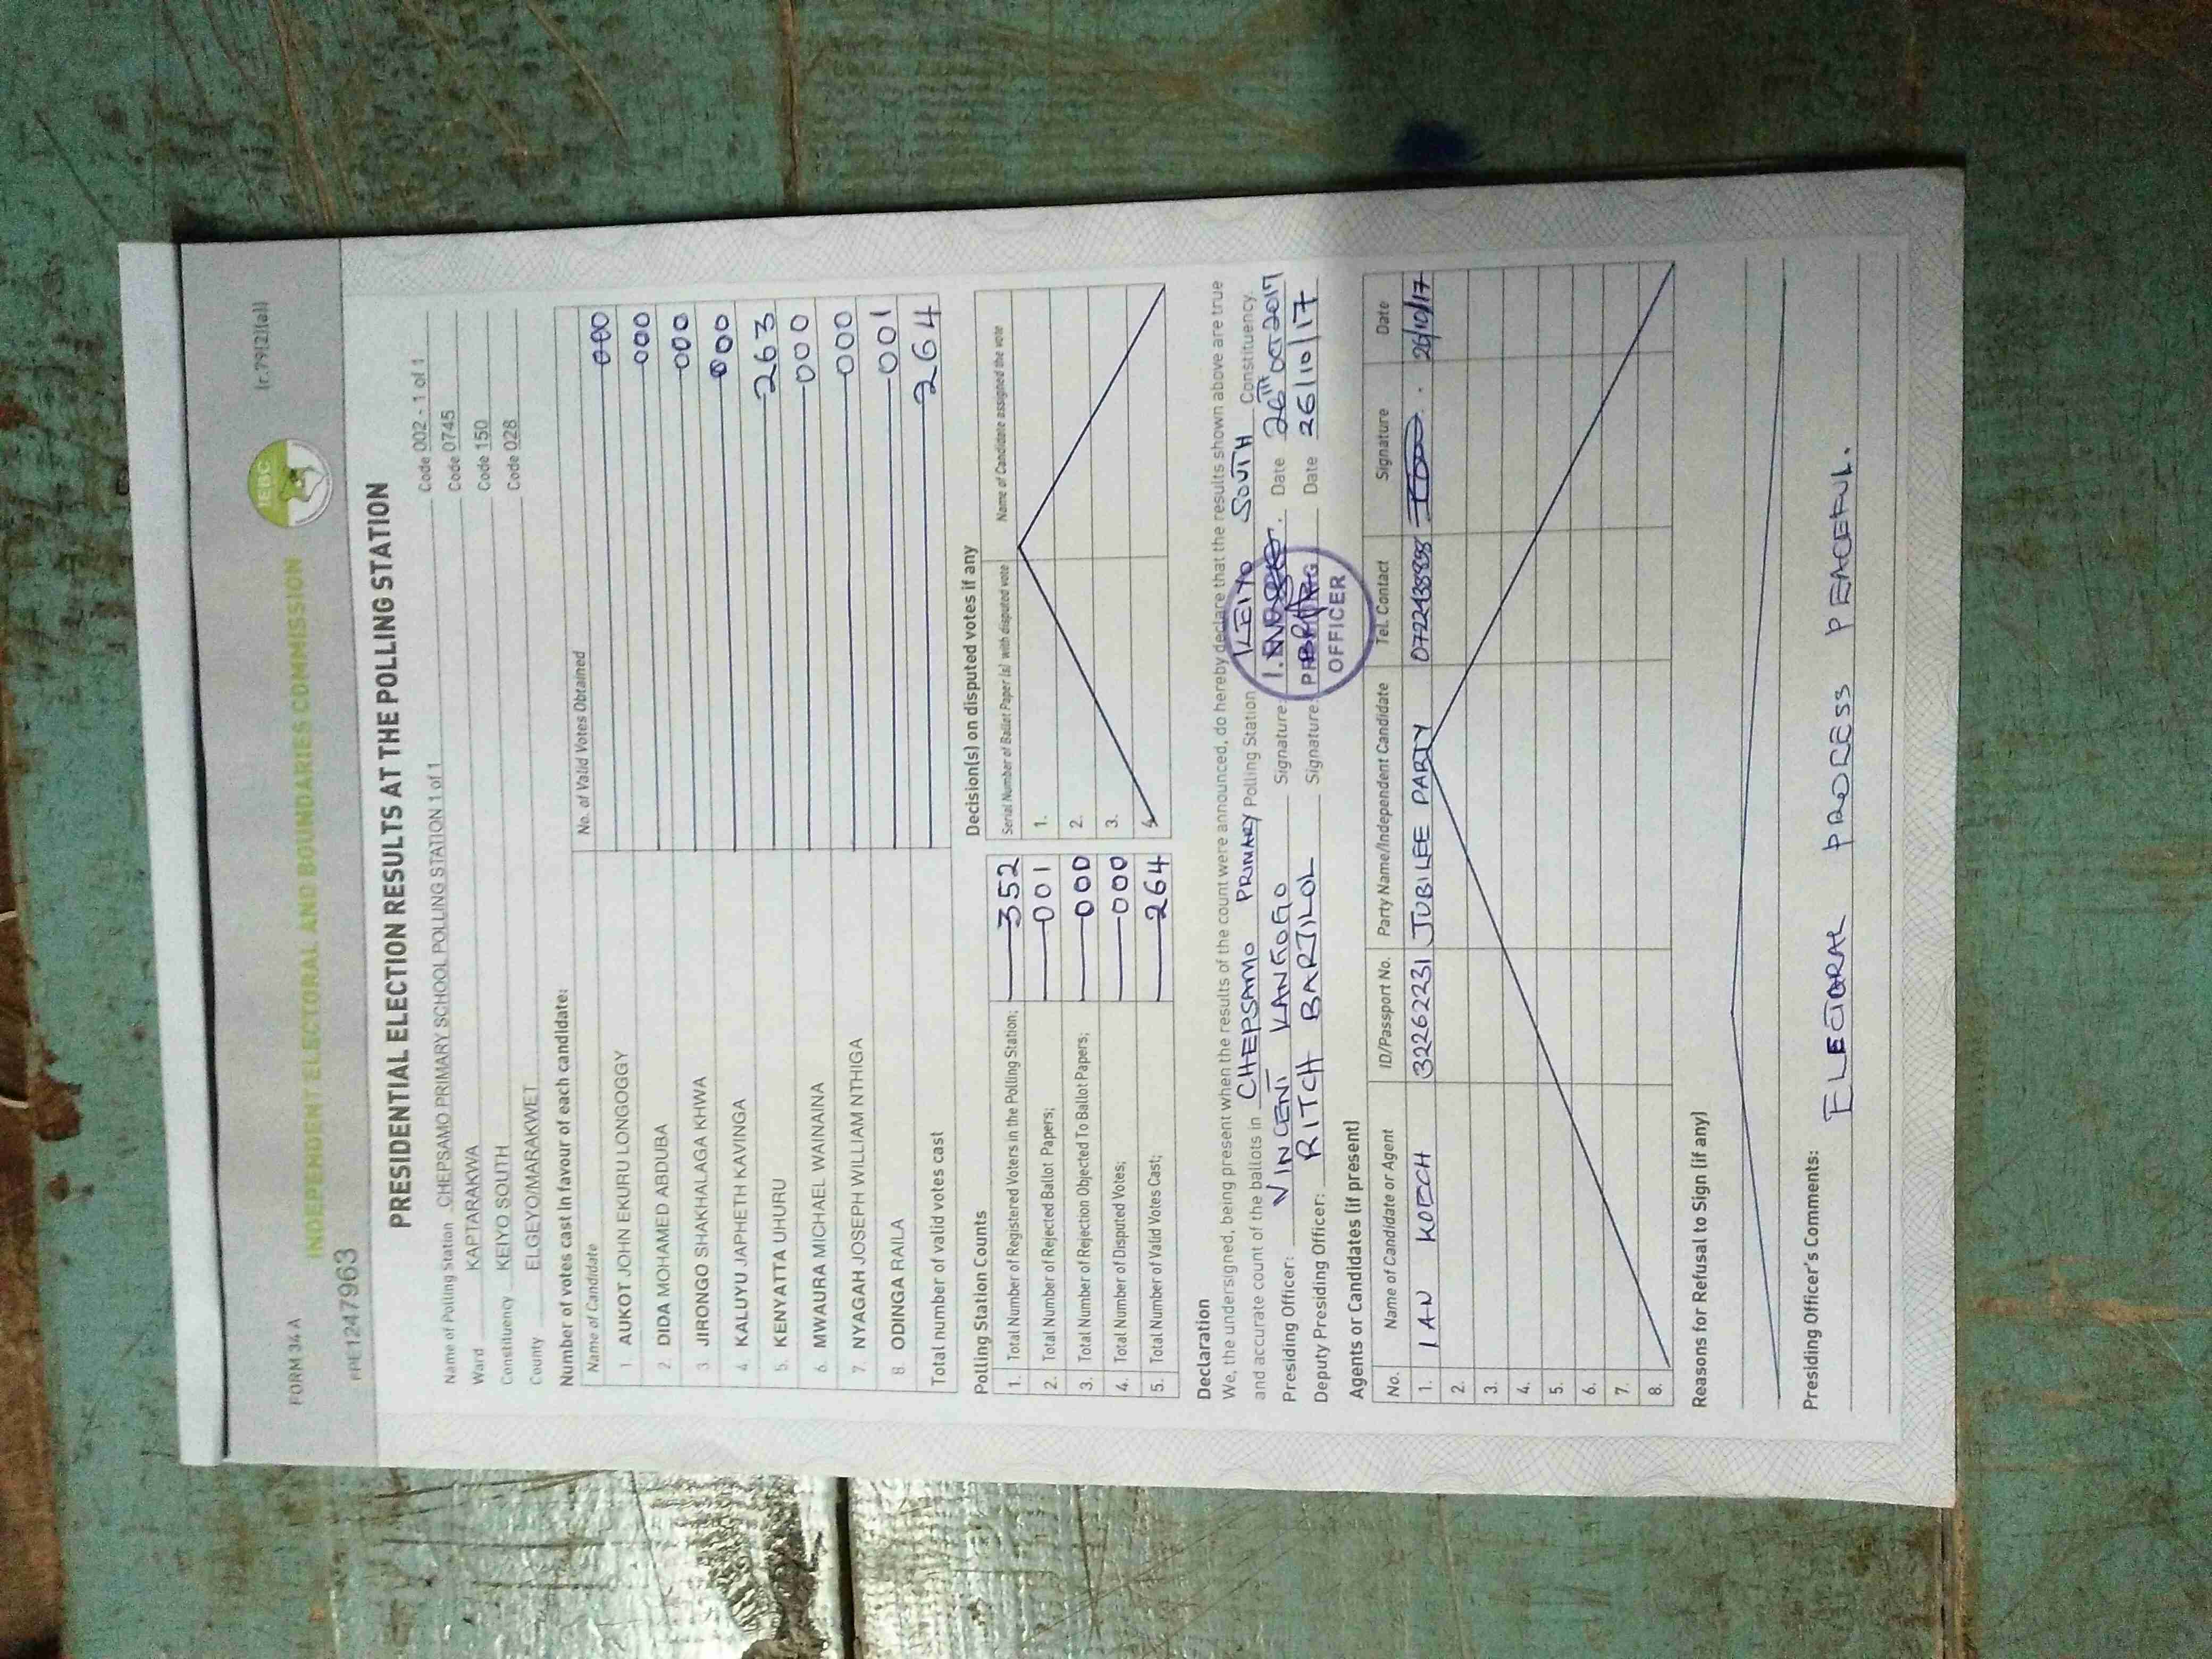 FORM 34 A
(r.79(2)(a))
IEBC
INDEPENDENT ELECTORAL AND BOUNDARIES COMMISSION
PRESIDENTIAL ELECTION RESULTS AT THE POLLING STATION
Name of Polling Station CHEPSAMO PRIMARY SCHOOL POLLING STATION 1 of 1 Code 002 - 1 of 1
Ward KAPTARAKWA Code 0745
Constituency KEIYO SOUTH Code 150
County ELGEYO/MARAKWET Code 028
Number of votes cast in favour of each candidate:
Name of Candidate No. of Valid Votes Obtained
1 AUKOT JOHN EKURU LONGOGGY 000
2 DIDA MOHAMED ABDUBA 000
3 JIRONGO SHAKHALAGA KHWA 000
4. KALUYU JAPHETH KAVINGA 000
5. KENYATTA UHURU 263
6 MWAURA MICHAEL WAINAINA 000
7. NYAGAH JOSEPH WILLIAM NTHIGA 000
8 ODINGA RAILA 001
Total number of valid votes cast 264
Polling Station Counts
1. Total Number of Registered Voters in the Polling Station; 352
2. Total Number of Rejected Ballot Papers; 001
3. Total Number of Rejection Objected To Ballot Papers; 000
4. Total Number of Disputed Votes; 000
5. Total Number of Valid Votes Cast; 264
Decision(s) on disputed votes if any
Serial Number of Ballot Paper (s) with disputed vote Name of Candidate assigned the vote
1.
2.
3.
4.
Declaration
We, the undersigned, being present when the results of the count were announced, do hereby declare that the results shown above are true
and accurate count of the ballots in CHEPSAMO PRIMARY Polling Station KEIYO SOUTH Constituency.
Presiding Officer: VINCENT KANGOGO Signature: Date 26TH OCT 2017
Deputy Presiding Officer: RITCH BARTILOL Signature: Date 26/10/17
OFFICER
Agents or Candidates (if present)
No. Name of Candidate or Agent ID/Passport No. Party Name/Independent Candidate Tel. Contact Signature Date
1. IAN KOECH 32262231 JUBILEE PARTY 26/10/17
2.
3.
4.
5.
6.
7.
8.
Reasons for Refusal to Sign (if any)
Presiding Officer's Comments:
ELECTORAL PROCESS PEACEFUL.